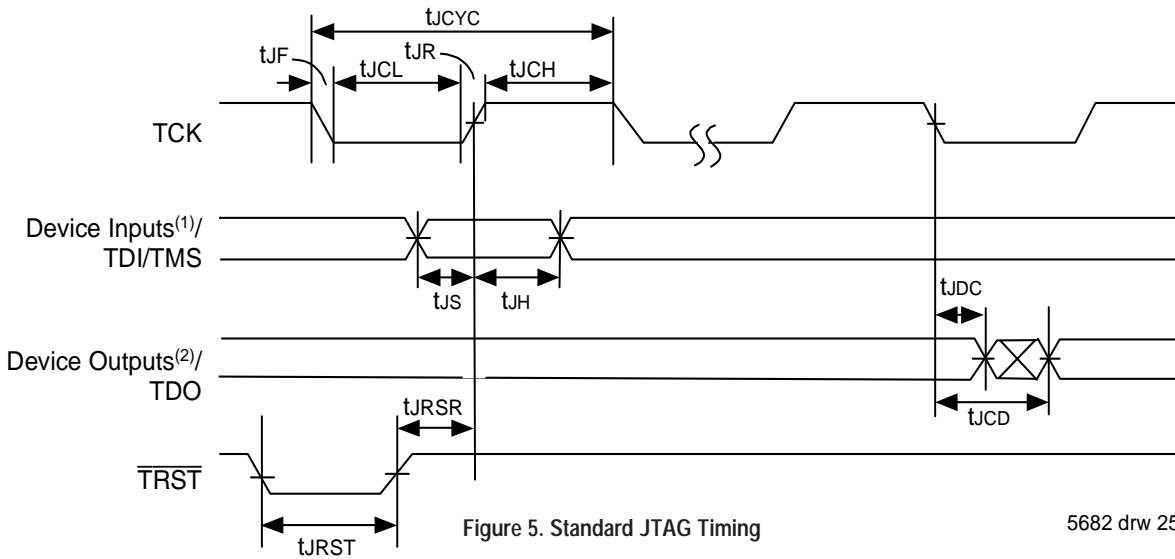 tJCYC
tJF
tJR
tJCL
tJCH
TCK
Device Inputs(1)/
TDI/TMS
tJS
tJH
tJDC
Device Outputs(2)/
TDO
tJRSR
tJCD
TRST
tJRST
Figure 5. Standard JTAG Timing
5682 drw 25